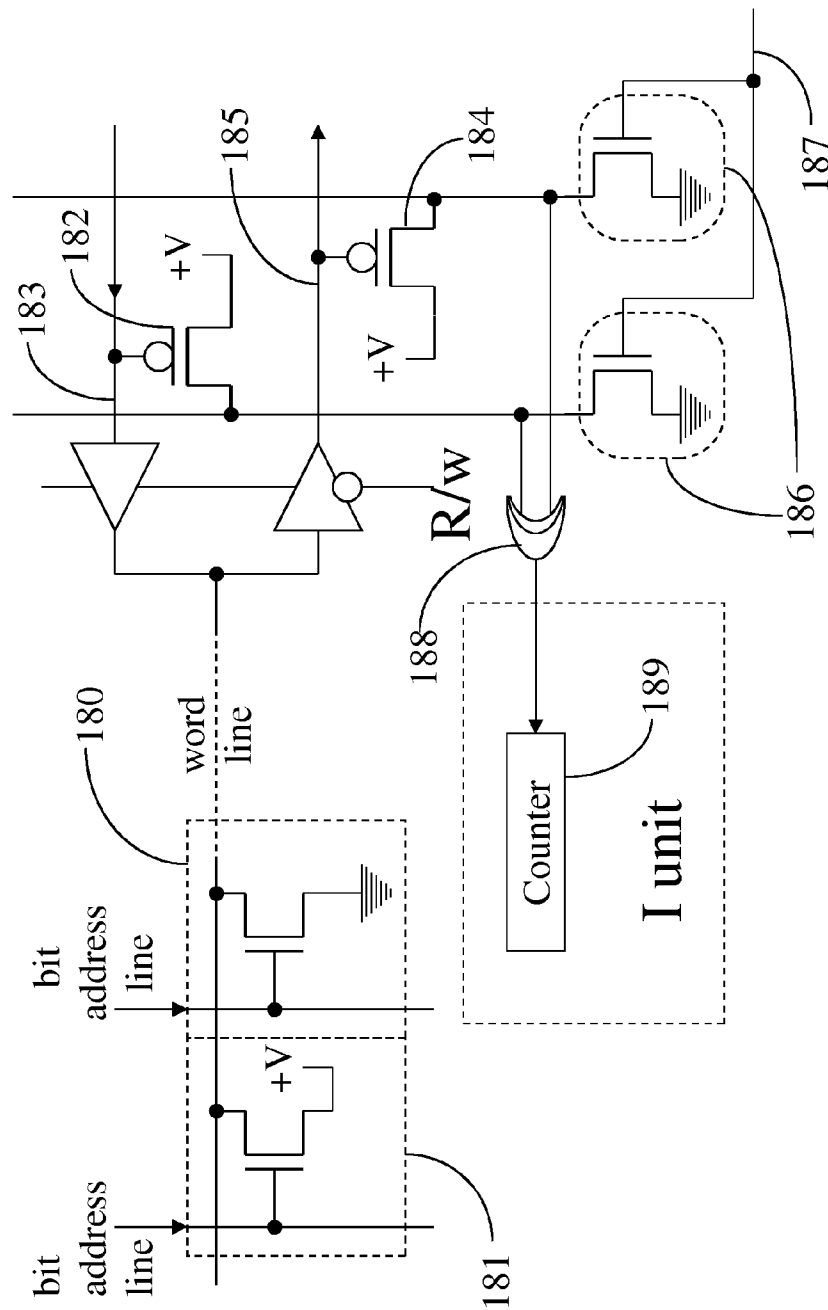 bit
address
line
bit
address
line
183
182
180
word
line
+V
185
+V
+V
188
R/w
184
181
Counter
I unit
189
186
187